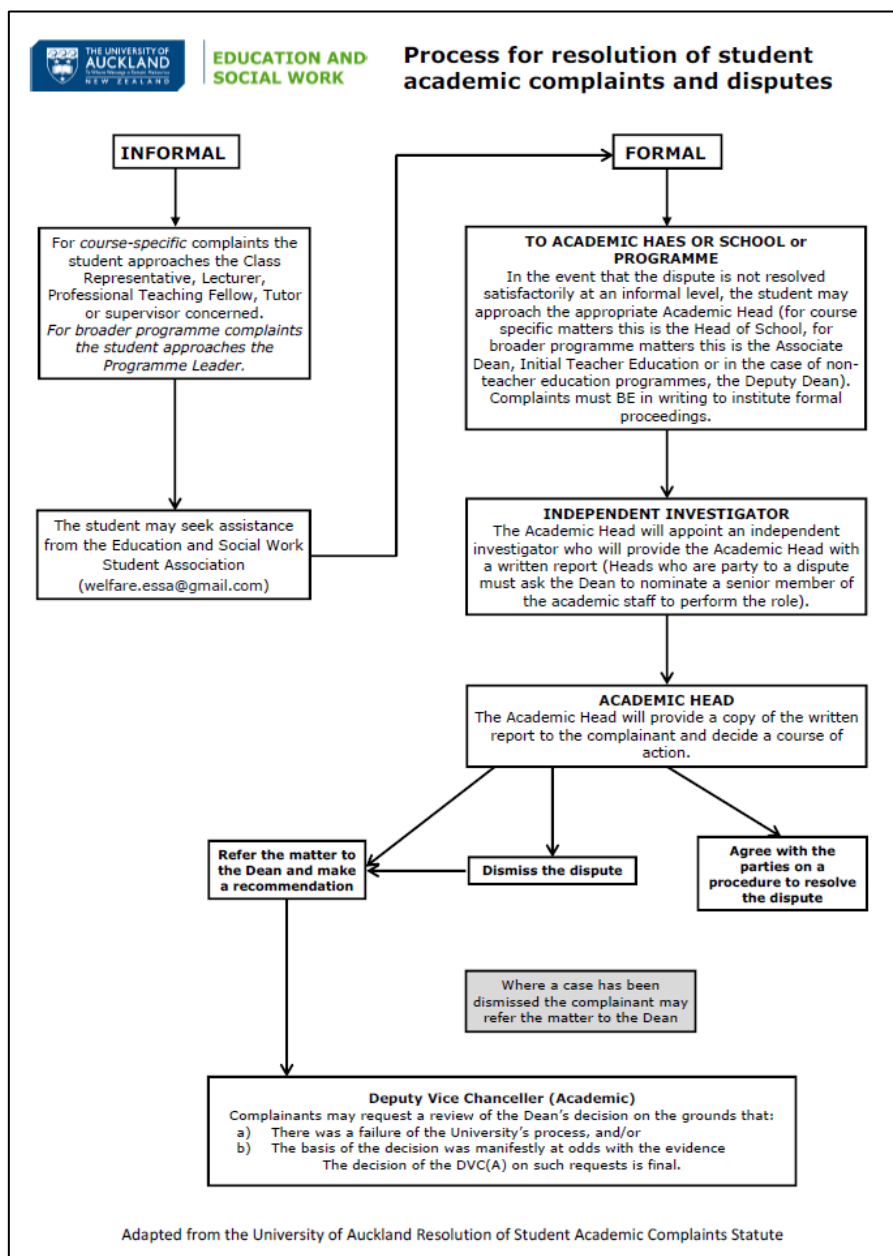 THE UNIVERSITY OF
AUCKLAND
Te Whare Wānanga o Tāmaki Makaurau
NEW ZEALAND
EDUCATION AND
SOCIAL WORK
Process for resolution of student
academic complaints and disputes
INFORMAL
For course-specific complaints the
student approaches the Class
Representative, Lecturer,
Professional Teaching Fellow, Tutor
or supervisor concerned.
For broader programme complaints
the student approaches the
Programme Leader.
The student may seek assistance
from the Education and Social Work
Student Association
(welfare.essa@gmail.com)
FORMAL
TO ACADEMIC HAES OR SCHOOL or
PROGRAMME
In the event that the dispute is not resolved
satisfactorily at an informal level, the student may
approach the appropriate Academic Head (for course
specific matters this is the Head of School, for
broader programme matters this is the Associate
Dean, Initial Teacher Education or in the case of non-
teacher education programmes, the Deputy Dean).
Complaints must BE in writing to institute formal
proceedings.
INDEPENDENT INVESTIGATOR
The Academic Head will appoint an independent
investigator who will provide the Academic Head with
a written report (Heads who are party to a dispute
must ask the Dean to nominate a senior member of
the academic staff to perform the role).
ACADEMIC HEAD
The Academic Head will provide a copy of the written
report to the complainant and decide a course of
action.
Refer the matter to
the Dean and make
a recommendation
Dismiss the dispute
Agree with the
parties on a
procedure to resolve
the dispute
Where a case has been
dismissed the complainant may
refer the matter to the Dean
Deputy Vice Chanceller (Academic)
Complainants may request a review of the Dean's decision on the grounds that:
a) There was a failure of the University's process, and/or
b) The basis of the decision was manifestly at odds with the evidence
The decision of the DVC(A) on such requests is final.
Adapted from the University of Auckland Resolution of Student Academic Complaints Statute